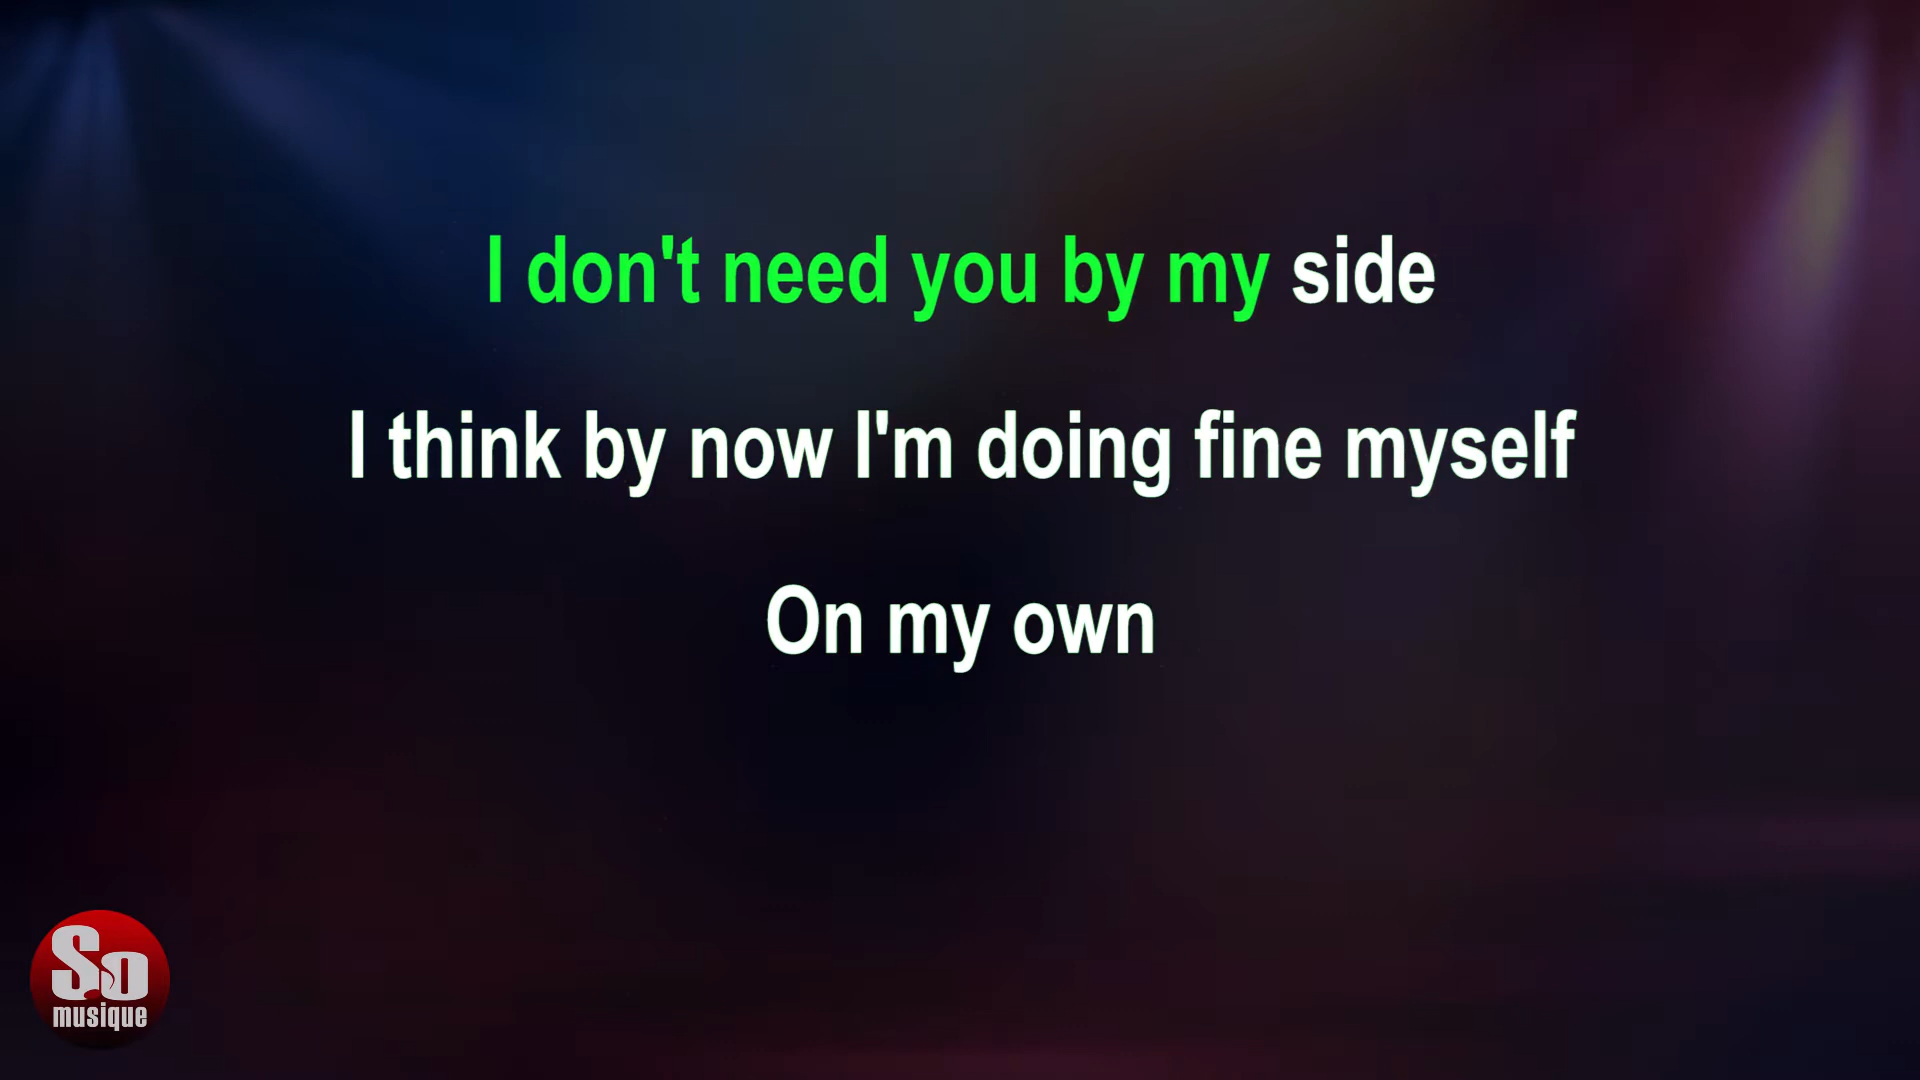 I don't need you by my side
I think by now I'm doing fine myself
On my own
So
musique